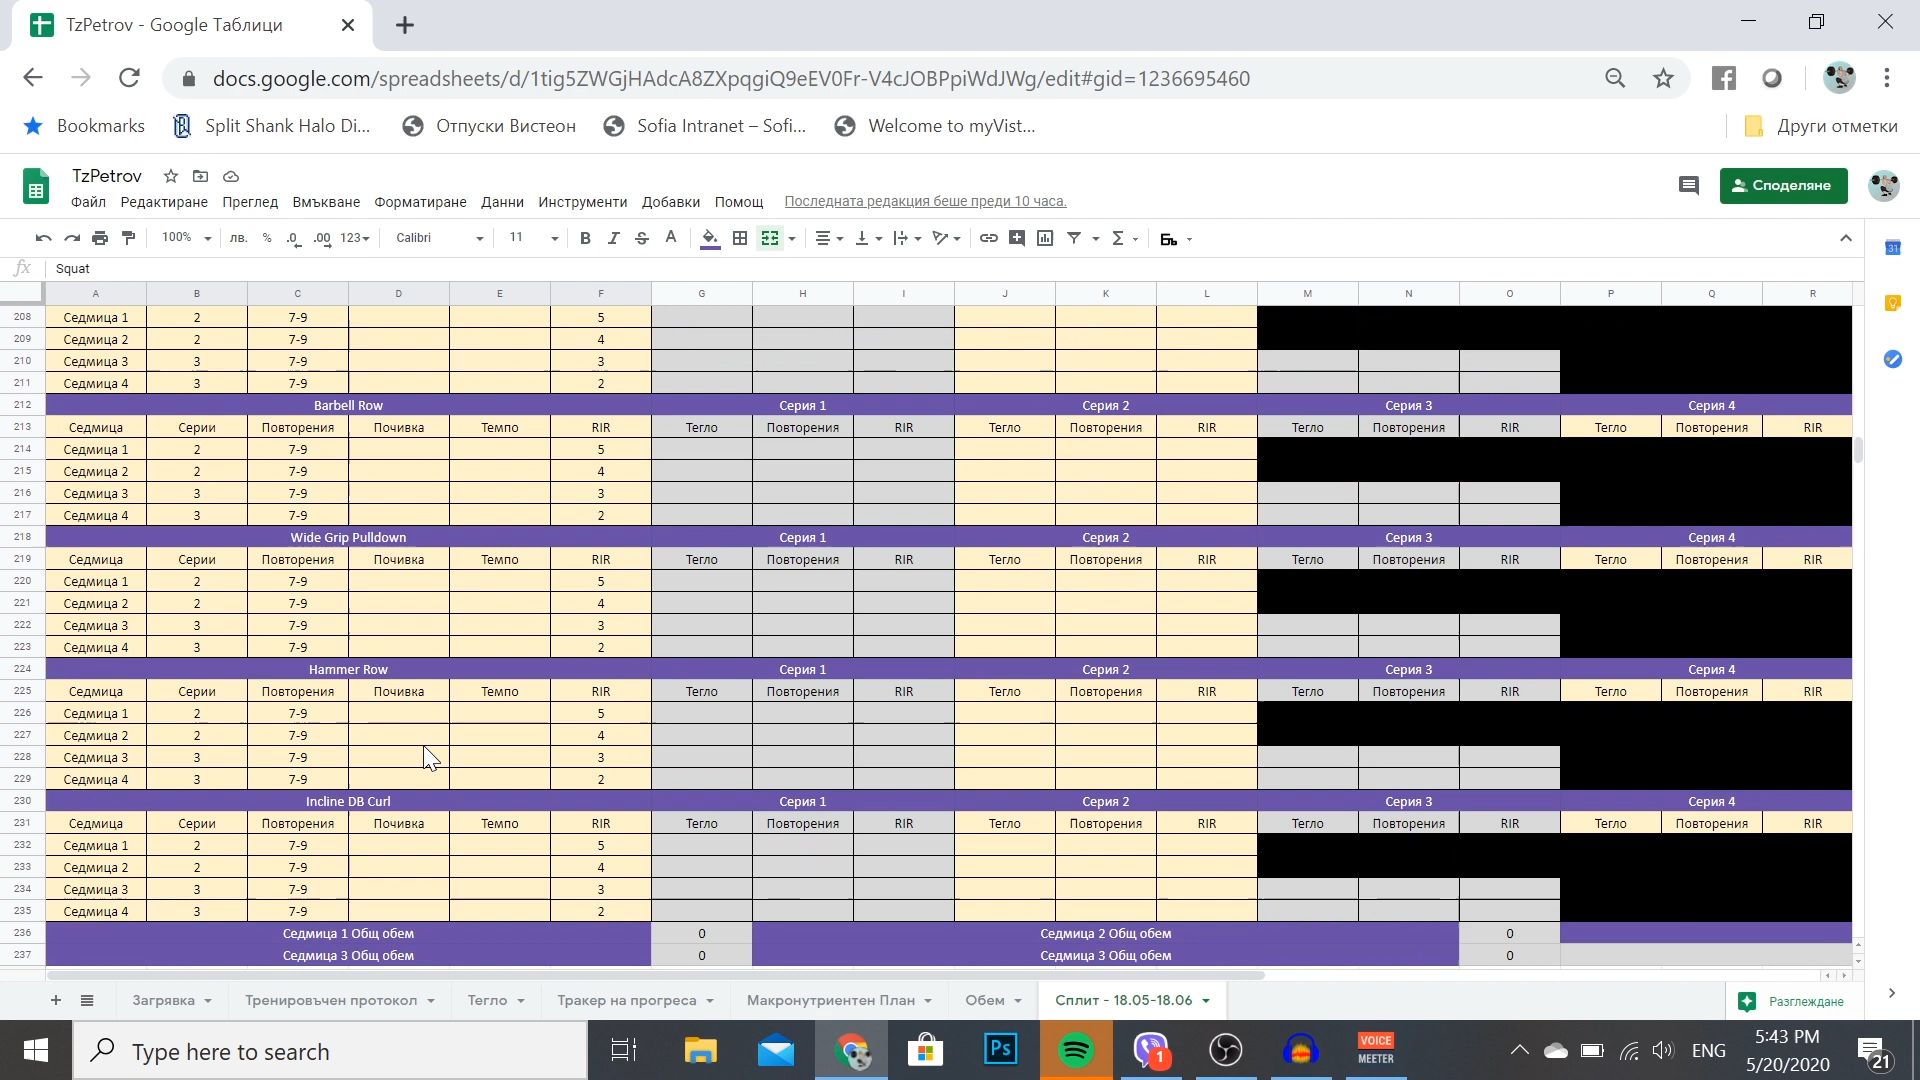 TzPetrov - Google Таблици
docs.google.com/spreadsheets/d/1tig5ZWGjHAdcA8ZXpqgiQ9eEV0Fr-V4cJOBPpiWdJWg/edit#gid=1236695460
Bookmarks Split Shank Halo Di... Отпуски Вистеон Sofia Intranet – Sofi... Welcome to myVist... Други отметки
TzPetrov
Споделяне
Файл Редактиране Преглед Вмъкване Форматиране Данни Инструменти Добавки Помощ Последната редакция беше преди 10 часа.
100% лв. % .0 .00 123 Calibri 11 B I S A
31
fx Squat
A B C D E F G H I J K L M N O P Q R
208 Седмица 1 2 7-9 5
209 Седмица 2 2 7-9 4
210 Седмица 3 3 7-9 3
211 Седмица 4 3 7-9 2
212 Barbell Row Серия 1 Серия 2 Серия 3 Серия 4
213 Седмица Серии Повторения Почивка Темпо RIR Тегло Повторения RIR Тегло Повторения RIR Тегло Повторения RIR Тегло Повторения RIR
214 Седмица 1 2 7-9 5
215 Седмица 2 2 7-9 4
216 Седмица 3 3 7-9 3
217 Седмица 4 3 7-9 2
218 Wide Grip Pulldown Серия 1 Серия 2 Серия 3 Серия 4
219 Седмица Серии Повторения Почивка Темпо RIR Тегло Повторения RIR Тегло Повторения RIR Тегло Повторения RIR Тегло Повторения RIR
220 Седмица 1 2 7-9 5
221 Седмица 2 2 7-9 4
222 Седмица 3 3 7-9 3
223 Седмица 4 3 7-9 2
224 Hammer Row Серия 1 Серия 2 Серия 3 Серия 4
225 Седмица Серии Повторения Почивка Темпо RIR Тегло Повторения RIR Тегло Повторения RIR Тегло Повторения RIR Тегло Повторения RIR
226 Седмица 1 2 7-9 5
227 Седмица 2 2 7-9 4
228 Седмица 3 3 7-9 3
229 Седмица 4 3 7-9 2
230 Incline DB Curl Серия 1 Серия 2 Серия 3 Серия 4
231 Седмица Серии Повторения Почивка Темпо RIR Тегло Повторения RIR Тегло Повторения RIR Тегло Повторения RIR Тегло Повторения RIR
232 Седмица 1 2 7-9 5
233 Седмица 2 2 7-9 4
234 Седмица 3 3 7-9 3
235 Седмица 4 3 7-9 2
236 Седмица 1 Общ обем 0 Седмица 2 Общ обем 0
237 Седмица 3 Общ обем 0 Седмица 3 Общ обем 0
Загрявка Тренировъчен протокол Тегло Тракер на прогреса Макронутриентен План Обем Сплит - 18.05-18.06 Разглеждане
Type here to search Ps 1 VOICE MEETER ENG 5:43 PM
5/20/2020 21